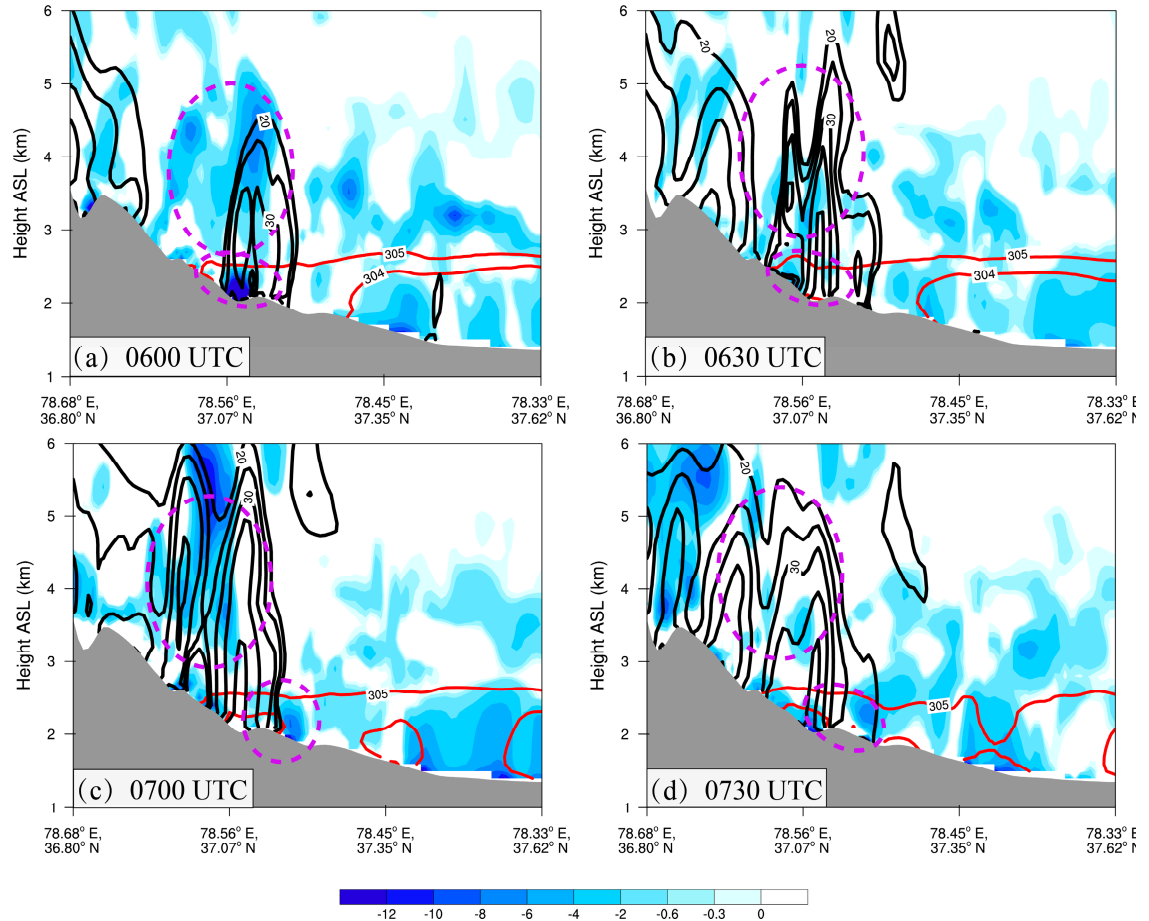 6
5
4
3
2
1
Height ASL (km)
20
30
305
304
(a) 0600 UTC
78.68° E,
36.80° N
78.56° E,
37.07° N
78.45° E,
37.35° N
78.33° E,
37.62° N
6
5
4
3
2
1
Height ASL (km)
20
20
30
305
304
(b) 0630 UTC
78.68° E,
36.80° N
78.56° E,
37.07° N
78.45° E,
37.35° N
78.33° E
37.62° N
6
5
4
3
2
1
Height ASL (km)
20
30
305
(c) 0700 UTC
78.68° E,
36.80° N
78.56° E,
37.07° N
78.45° E,
37.35° N
78.33° E,
37.62° N
6
5
4
3
2
1
Height ASL (km)
20
30
305
(d) 0730 UTC
78.68° E,
36.80° N
78.56° E,
37.07° N
78.45° E,
37.35° N
78.33° E
37.62° N
-12 -10 -8 -6 -4 -2 -0.6 -0.3 0